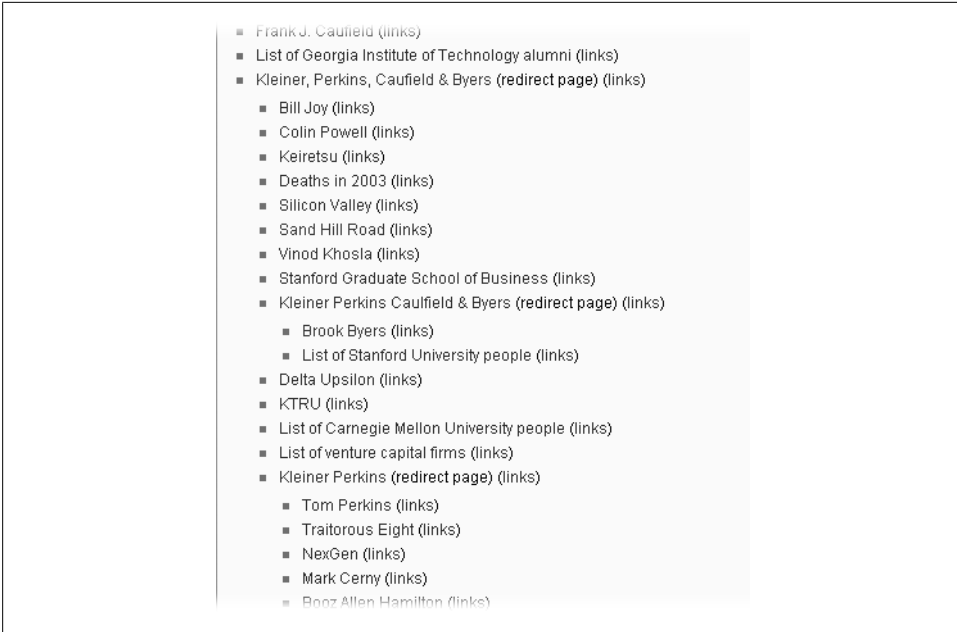 Frank J. Caufield (links)
List of Georgia Institute of Technology alumni (links)
Kleiner, Perkins, Caufield & Byers (redirect page) (links)
Bill Joy (links)
Colin Powell (links)
Keiretsu (links)
Deaths in 2003 (links)
Silicon Valley (links)
Sand Hill Road (links)
Vinod Khosla (links)
Stanford Graduate School of Business (links)
Kleiner Perkins Caulfield & Byers (redirect page) (links)
Brook Byers (links)
List of Stanford University people (links)
Delta Upsilon (links)
KTRU (links)
List of Carnegie Mellon University people (links)
List of venture capital firms (links)
Kleiner Perkins (redirect page) (links)
Tom Perkins (links)
Traitorous Eight (links)
NexGen (links)
Mark Cerny (links)
Booz Allen Hamilton (links)